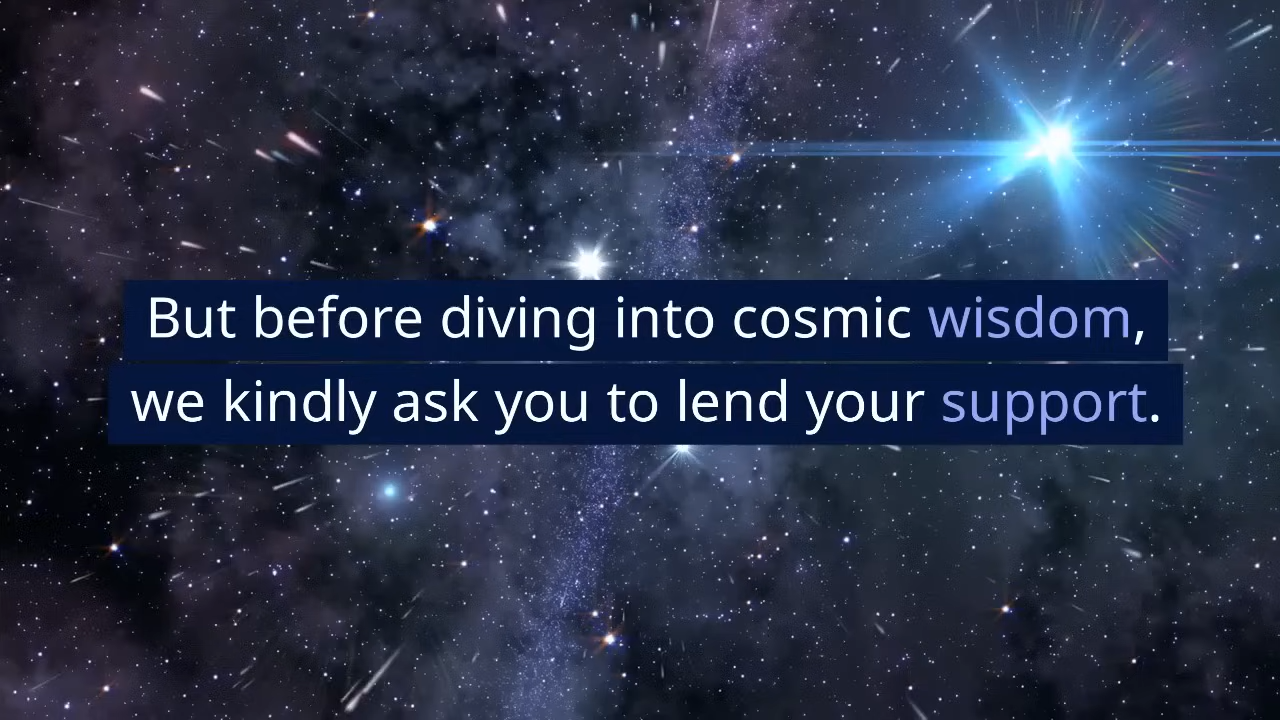 But before diving into cosmic wisdom,
we kindly ask you to lend your support.